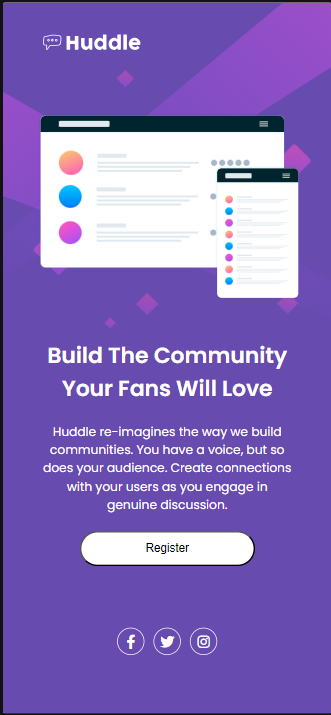 Huddle
Build The Community
Your Fans Will Love
Huddle re-imagines the way we build
communities. You have a voice, but so
does your audience. Create connections
with your users as you engage in
genuine discussion.
Register